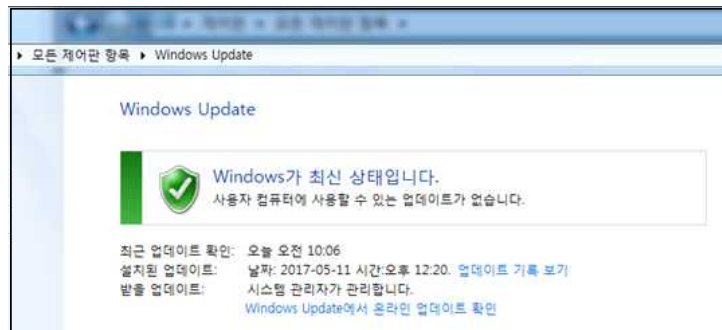 ▸ 모든 제어판 항목 ▸ Windows Update
Windows Update
Windows가 최신 상태입니다.
사용자 컴퓨터에 사용할 수 있는 업데이트가 없습니다.
최근 업데이트 확인: 오늘 오전 10:06
설치된 업데이트: 날짜: 2017-05-11 시간:오후 12:20. 업데이트 기록 보기
받을 업데이트: 시스템 관리자가 관리합니다.
Windows Update에서 온라인 업데이트 확인